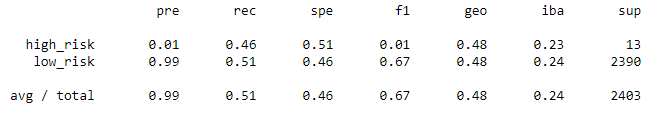 pre rec spe f1 geo iba sup
high_risk 0.01 0.46 0.51 0.01 0.48 0.23 13
low_risk 0.99 0.51 0.46 0.67 0.48 0.24 2390
avg / total 0.99 0.51 0.46 0.67 0.48 0.24 2403